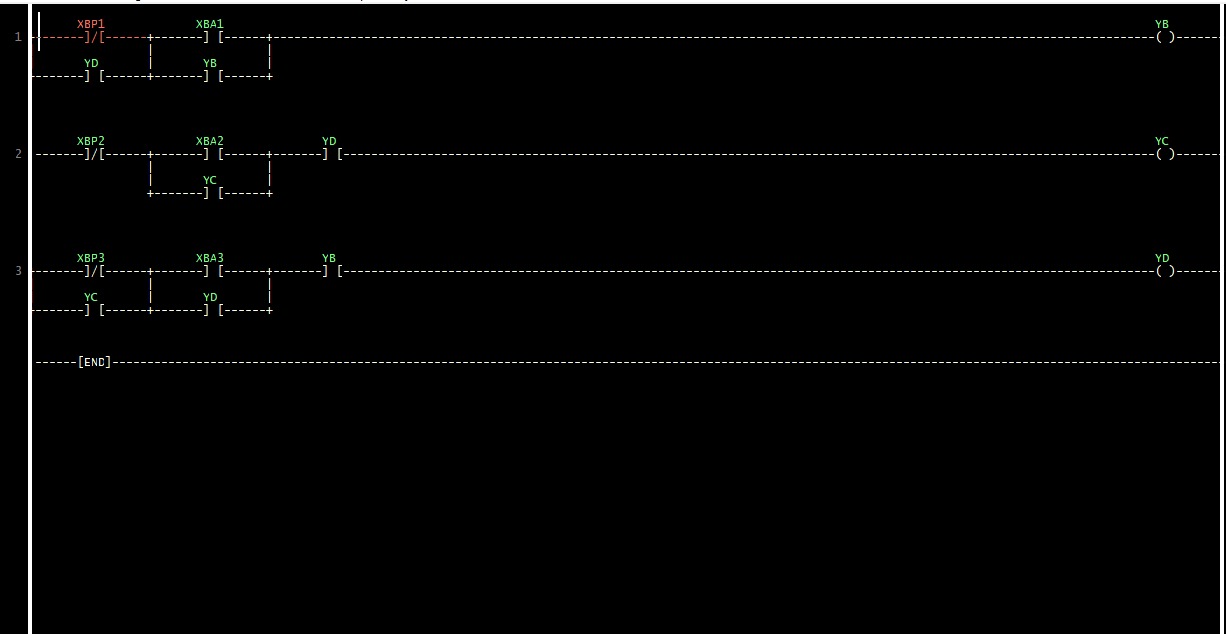 XBP1 XBA1 YB
1 ] / [ ] [ ( )
YD YB
] [ ] [
XBP2 XBA2 YD YC
2 ] / [ ] [ ] [ ( )
YC
] [
XBP3 XBA3 YB YD
3 ] / [ ] [ ] [ ( )
YC YD
] [ ] [
[END]